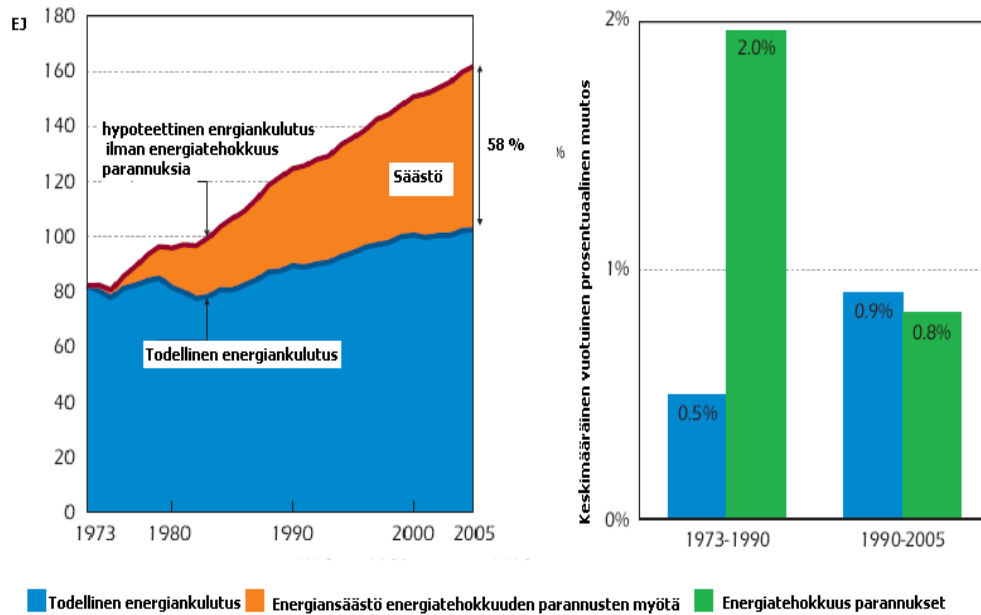 EJ
180
160
140
120
100
80
60
40
20
0
hypoteettinen enrgiankulutus
ilman energiatehokkuus
parannuksia
Säästö
58 %
Todellinen energiankulutus
1973
1980
1990
2000
2005
%
Keskimääräinen vuotuinen prosentuaalinen muutos
2%
1%
0%
0.5%
2.0%
0.9%
0.8%
1973-1990
1990-2005
Todellinen energiankulutus
Energiansäästö energiatehokkuuden parannusten myötä
Energiatehokkuus parannukset